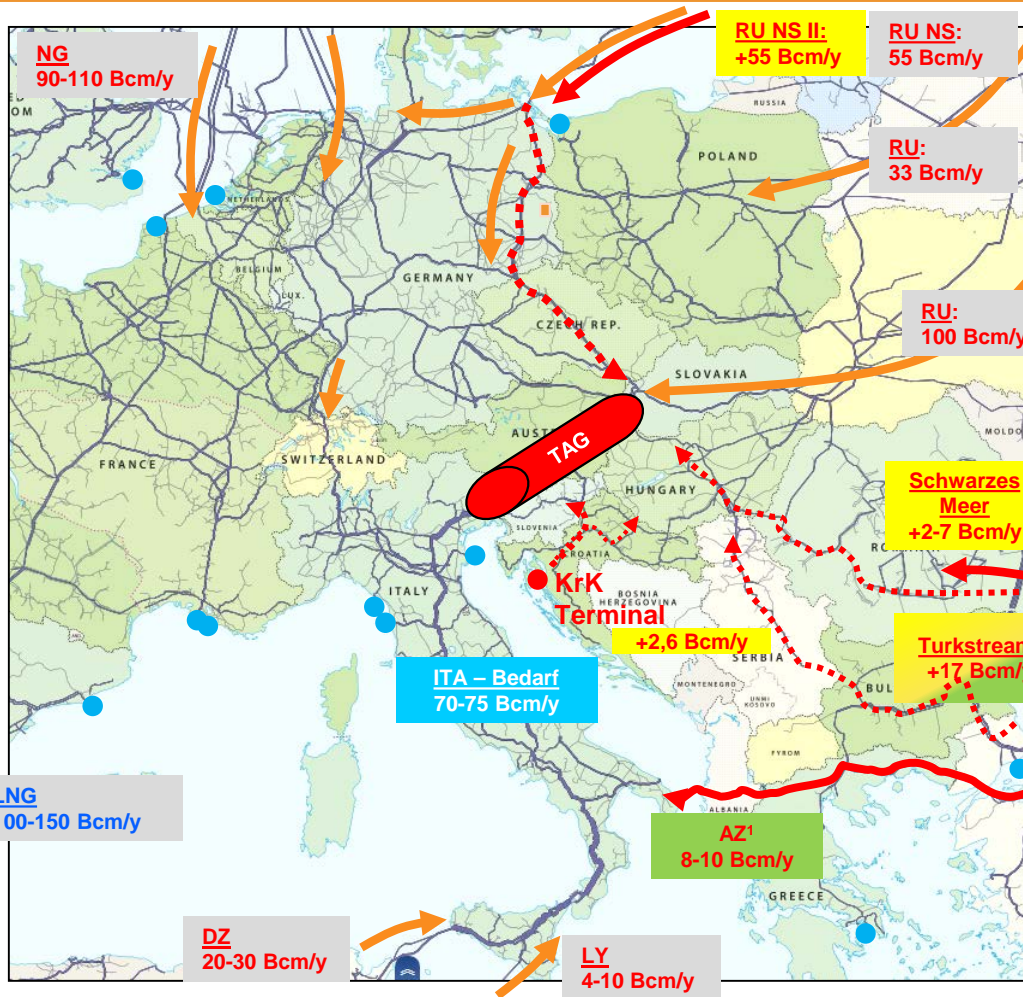 NG
90-110 Bcm/y
RU NS II:
+55 Bcm/y
RU NS:
55 Bcm/y
OM
RUSSIA
POLAND
RU:
33 Bcm/y
NETHERLANDS
BELGIUM
LUX.
GERMANY
CZECH REP.
RU:
100 Bcm/y
SLOVAKIA
AUST
TAG
MOLDO
FRANCE
SWITZERLAND
HUNGARY
Schwarzes
Meer
+2-7 Bcm/y
SLOVENIA
CROATIA
ITALY
KrK
Terminal
BOSNIA
HERZEGOVINA
+2,6 Bcm/y
SERBIA
Turkstream
+17 Bcm/
ITA – Bedarf
70-75 Bcm/y
MONTENEGRO
UNMI
KOSOVO
BUL
FYROM
LNG
00-150 Bcm/y
ALBANIA
AZ¹
8-10 Bcm/y
GREECE
DZ
20-30 Bcm/y
LY
4-10 Bcm/y